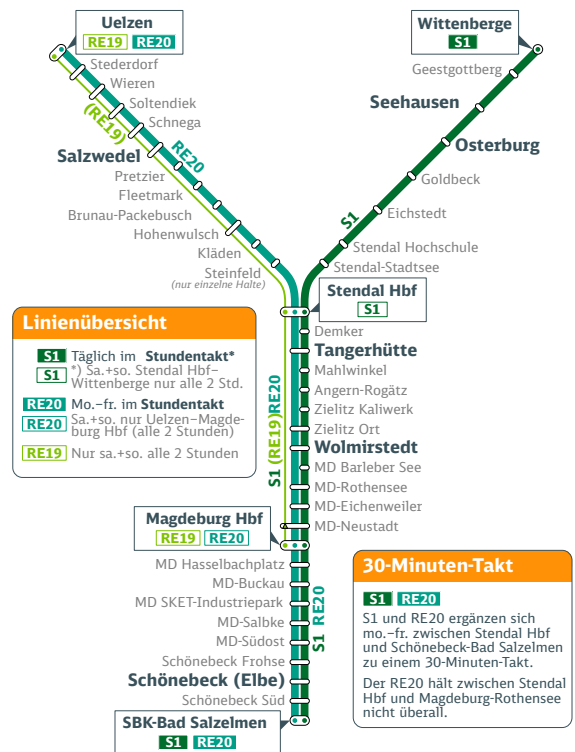 Uelzen
RE19 RE20
Wittenberge
S1
Stederdorf
Wieren
Soltendiek
Schnega
(RE19)
RE20
Salzwedel
Pretzier
Fleetmark
Brunau-Packebusch
Hohenwulsch
Kläden
Steinfeld
(nur einzelne Halte)
Geestgottberg
Seehausen
Osterburg
Goldbeck
S1
Eichstedt
Stendal Hochschule
Stendal-Stadtsee
Stendal Hbf
S1
Linienübersicht
S1 Täglich im Stundentakt*
S1 *) Sa.+so. Stendal Hbf–
Wittenberge nur alle 2 Std.
RE20 Mo.–fr. im Stundentakt
RE20 Sa.+so. nur Uelzen–Magde-
burg Hbf (alle 2 Stunden)
RE19 Nur sa.+so. alle 2 Stunden
Demker
Tangerhütte
Mahlwinkel
Angern-Rogätz
Zielitz Kaliwerk
Zielitz Ort
Wolmirstedt
MD Barleber See
MD-Rothensee
MD-Eichenweiler
MD-Neustadt
S1 (RE19) RE20
Magdeburg Hbf
RE19 RE20
MD Hasselbachplatz
MD-Buckau
MD SKET-Industriepark
MD-Salbke
MD-Südost
Schönebeck Frohse
Schönebeck (Elbe)
Schönebeck Süd
S1 RE20
SBK-Bad Salzelmen
S1 RE20
30-Minuten-Takt
S1 RE20
S1 und RE20 ergänzen sich
mo.–fr. zwischen Stendal Hbf
und Schönebeck-Bad Salzelmen
zu einem 30-Minuten-Takt.
Der RE20 hält zwischen Stendal
Hbf und Magdeburg-Rothensee
nicht überall.